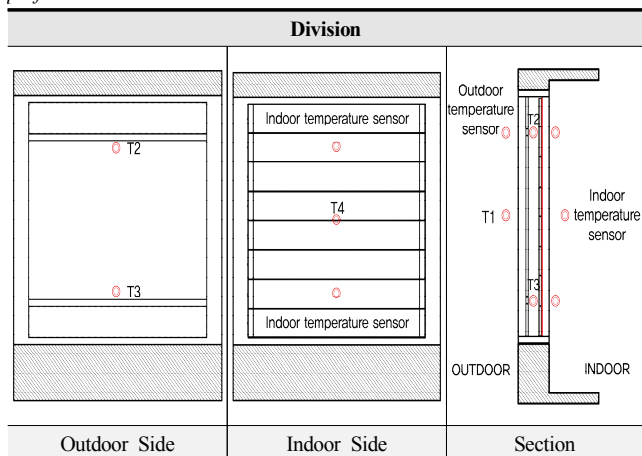 Division
T2
T3
Outdoor Side
Indoor temperature sensor
T4
Indoor temperature sensor
Indoor Side
Outdoor
temperature
sensor
T2
T1
Indoor
temperature
sensor
T3
OUTDOOR
INDOOR
Section